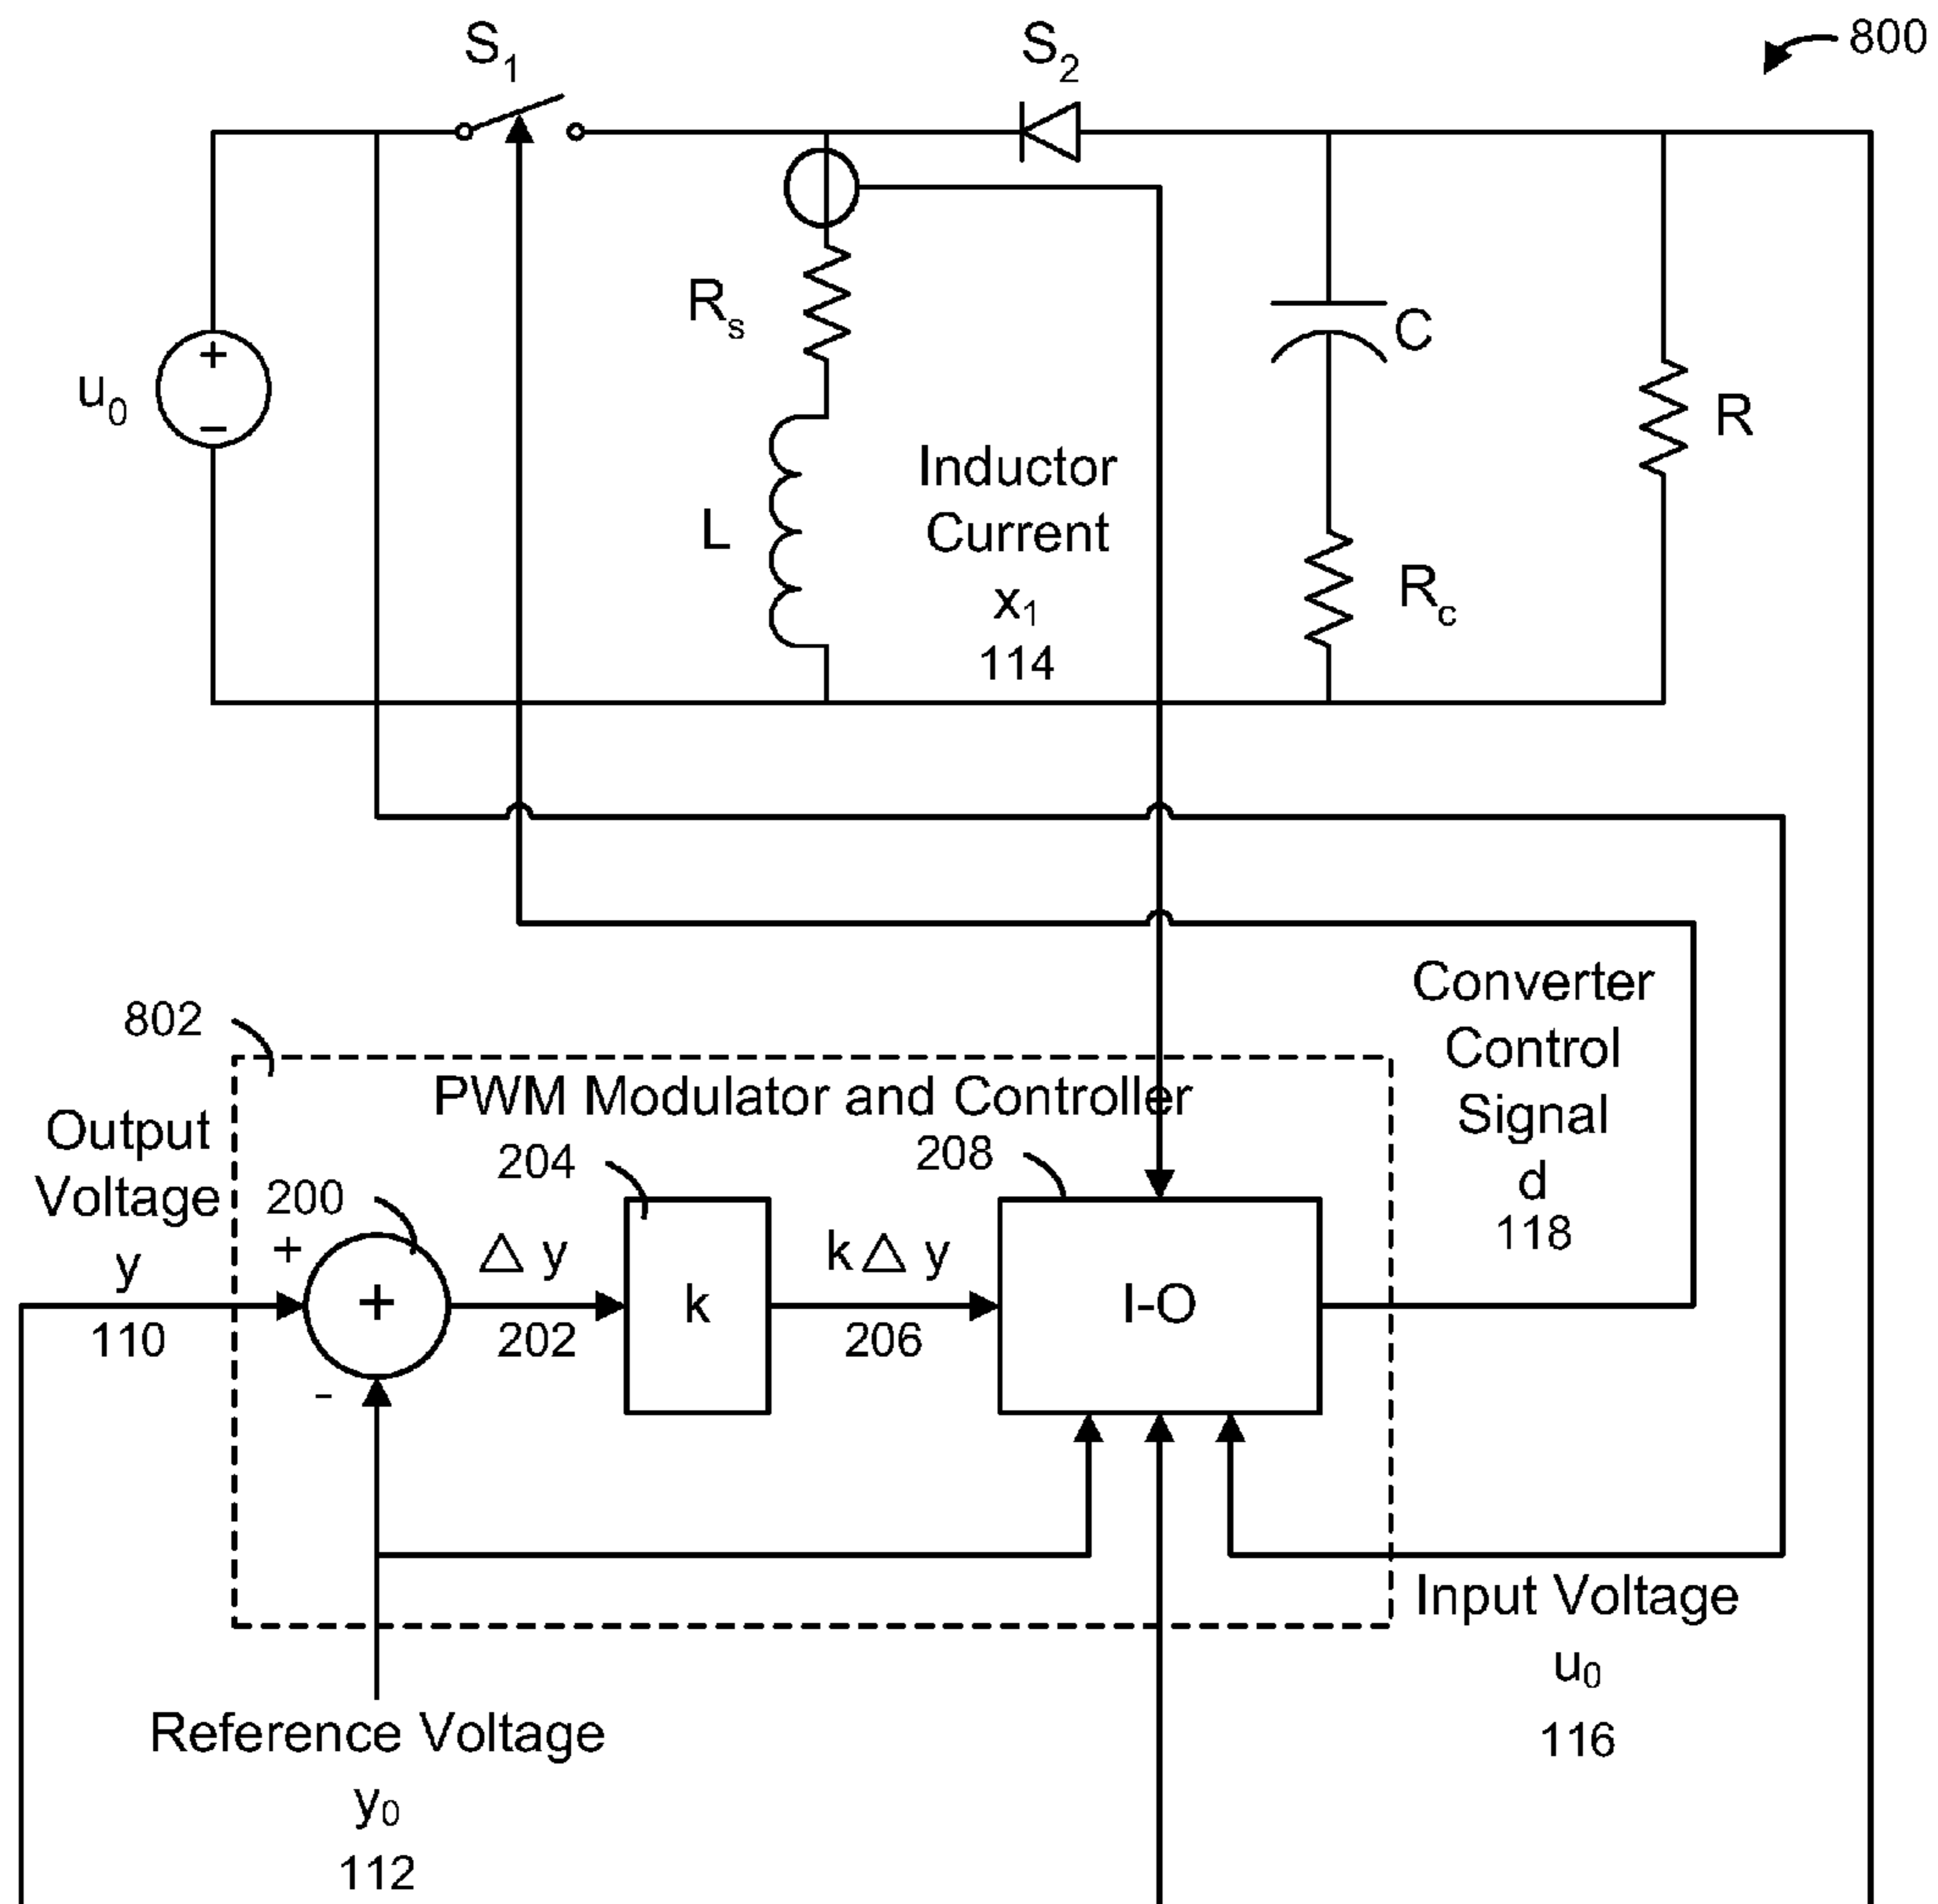 S1
S2
800
u0
+
−
Rs
L
Inductor
Current
x1
114
C
Rc
R
802
PWM Modulator and Controller
Converter
Control
Signal
d
118
Output
Voltage
y
110
200
+
+
-
Δ y
202
204
k
k Δ y
206
208
I-O
Input Voltage
u0
116
Reference Voltage
y0
112